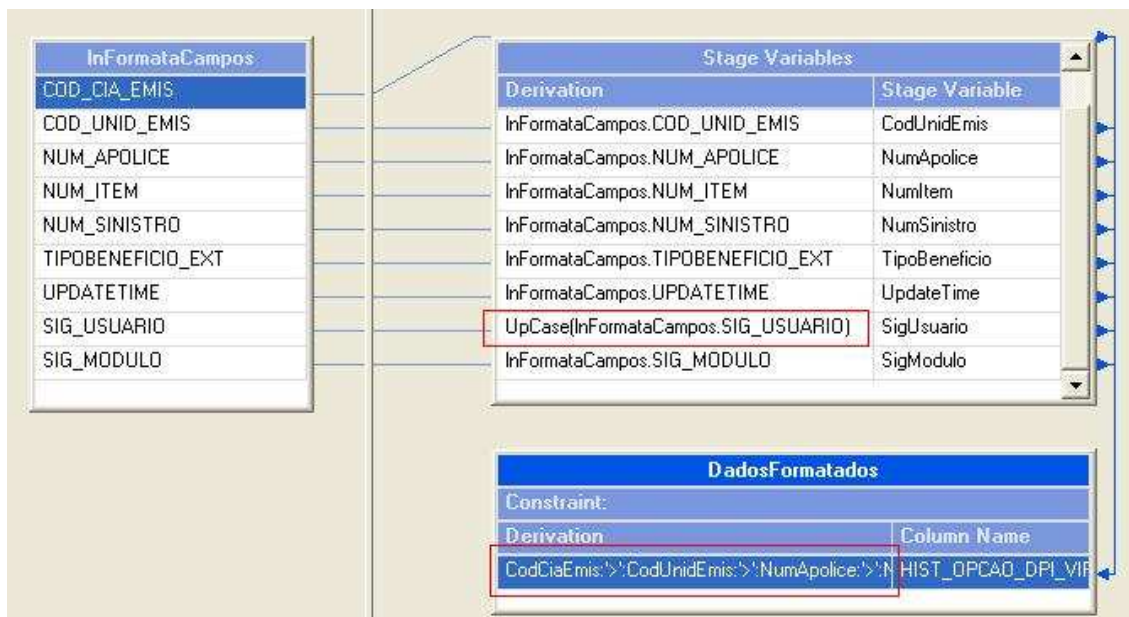 InFormataCampos
COD_CIA_EMIS
COD_UNID_EMIS
NUM_APOLICE
NUM_ITEM
NUM_SINISTRO
TIPOBENEFICIO_EXT
UPDATETIME
SIG_USUARIO
SIG_MODULO
Stage Variables
Derivation Stage Variable
InFormataCampos.COD_UNID_EMIS CodUnidEmis
InFormataCampos.NUM_APOLICE NumApolice
InFormataCampos.NUM_ITEM NumItem
InFormataCampos.NUM_SINISTRO NumSinistro
InFormataCampos.TIPOBENEFICIO_EXT TipoBeneficio
InFormataCampos.UPDATETIME UpdateTime
UpCase(InFormataCampos.SIG_USUARIO) SigUsuario
InFormataCampos.SIG_MODULO SigModulo
DadosFormatados
Constraint:
Derivation Column Name
CodCiaEmis:'>':CodUnidEmis:'>':NumApolice:'>':N HIST_OPCAO_DPI_VIF